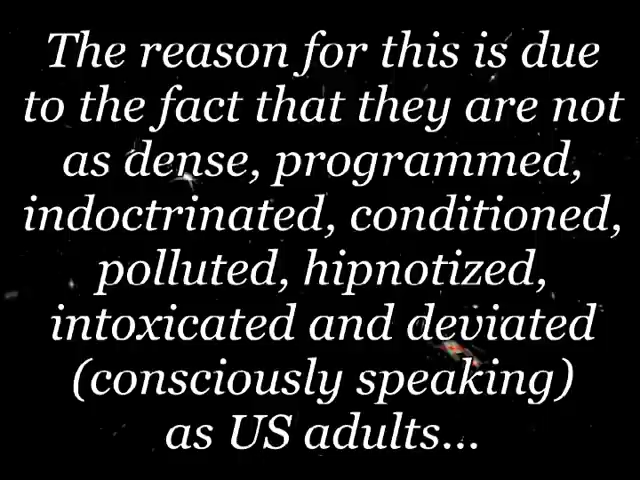 The reason for this is due
to the fact that they are not
as dense, programmed,
indoctrinated, conditioned,
polluted, hipnotized,
intoxicated and deviated
(consciously speaking)
as US adults...